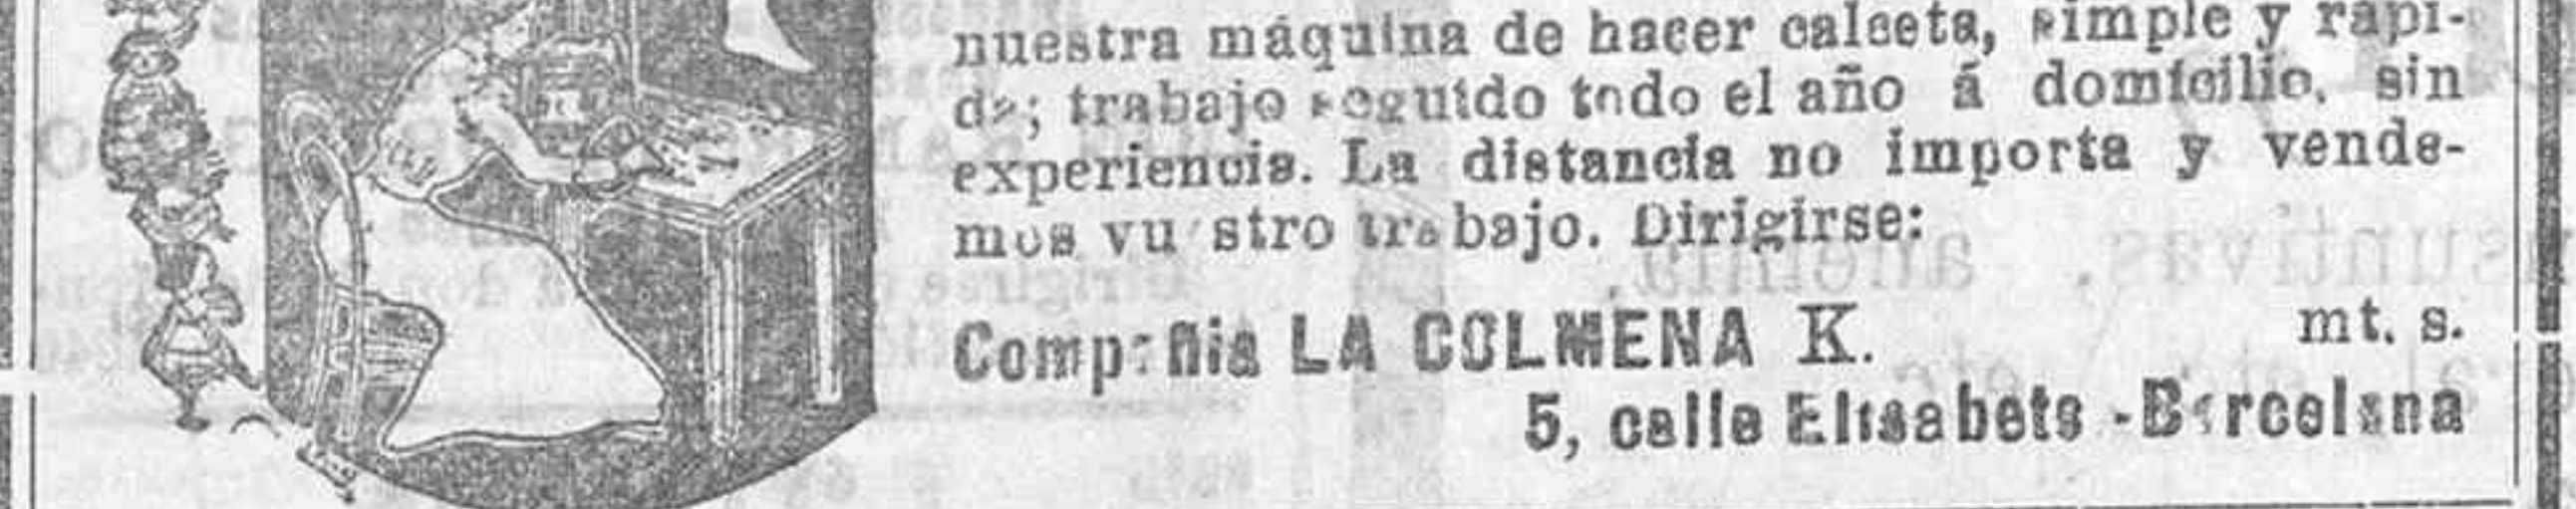 nuestra máquina de hacer calceta, simple y rápi-
da; trabajo seguido todo el año á domicilio, sin
experiencia. La distancia no importa y vende-
mos vuestro trabajo. Dirigirse:
Compañia LA COLMENA K. mt. s.
5, calle Elisabets - Barcelona